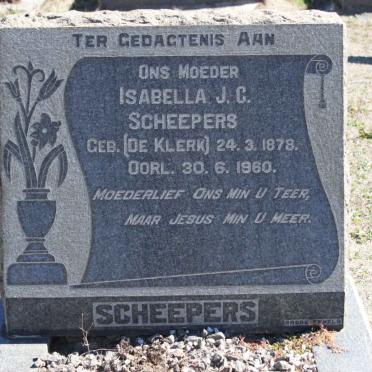 TER GEDAGTENIS AAN
ONS MOEDER
ISABELLA J. C.
SCHEEPERS
GEB. (DE KLERK) 24. 3. 1878.
OORL. 30. 6. 1960.
MOEDERLIEF ONS MIN U TEER,
MAAR JESUS MIN U MEER.
SCHEEPERS